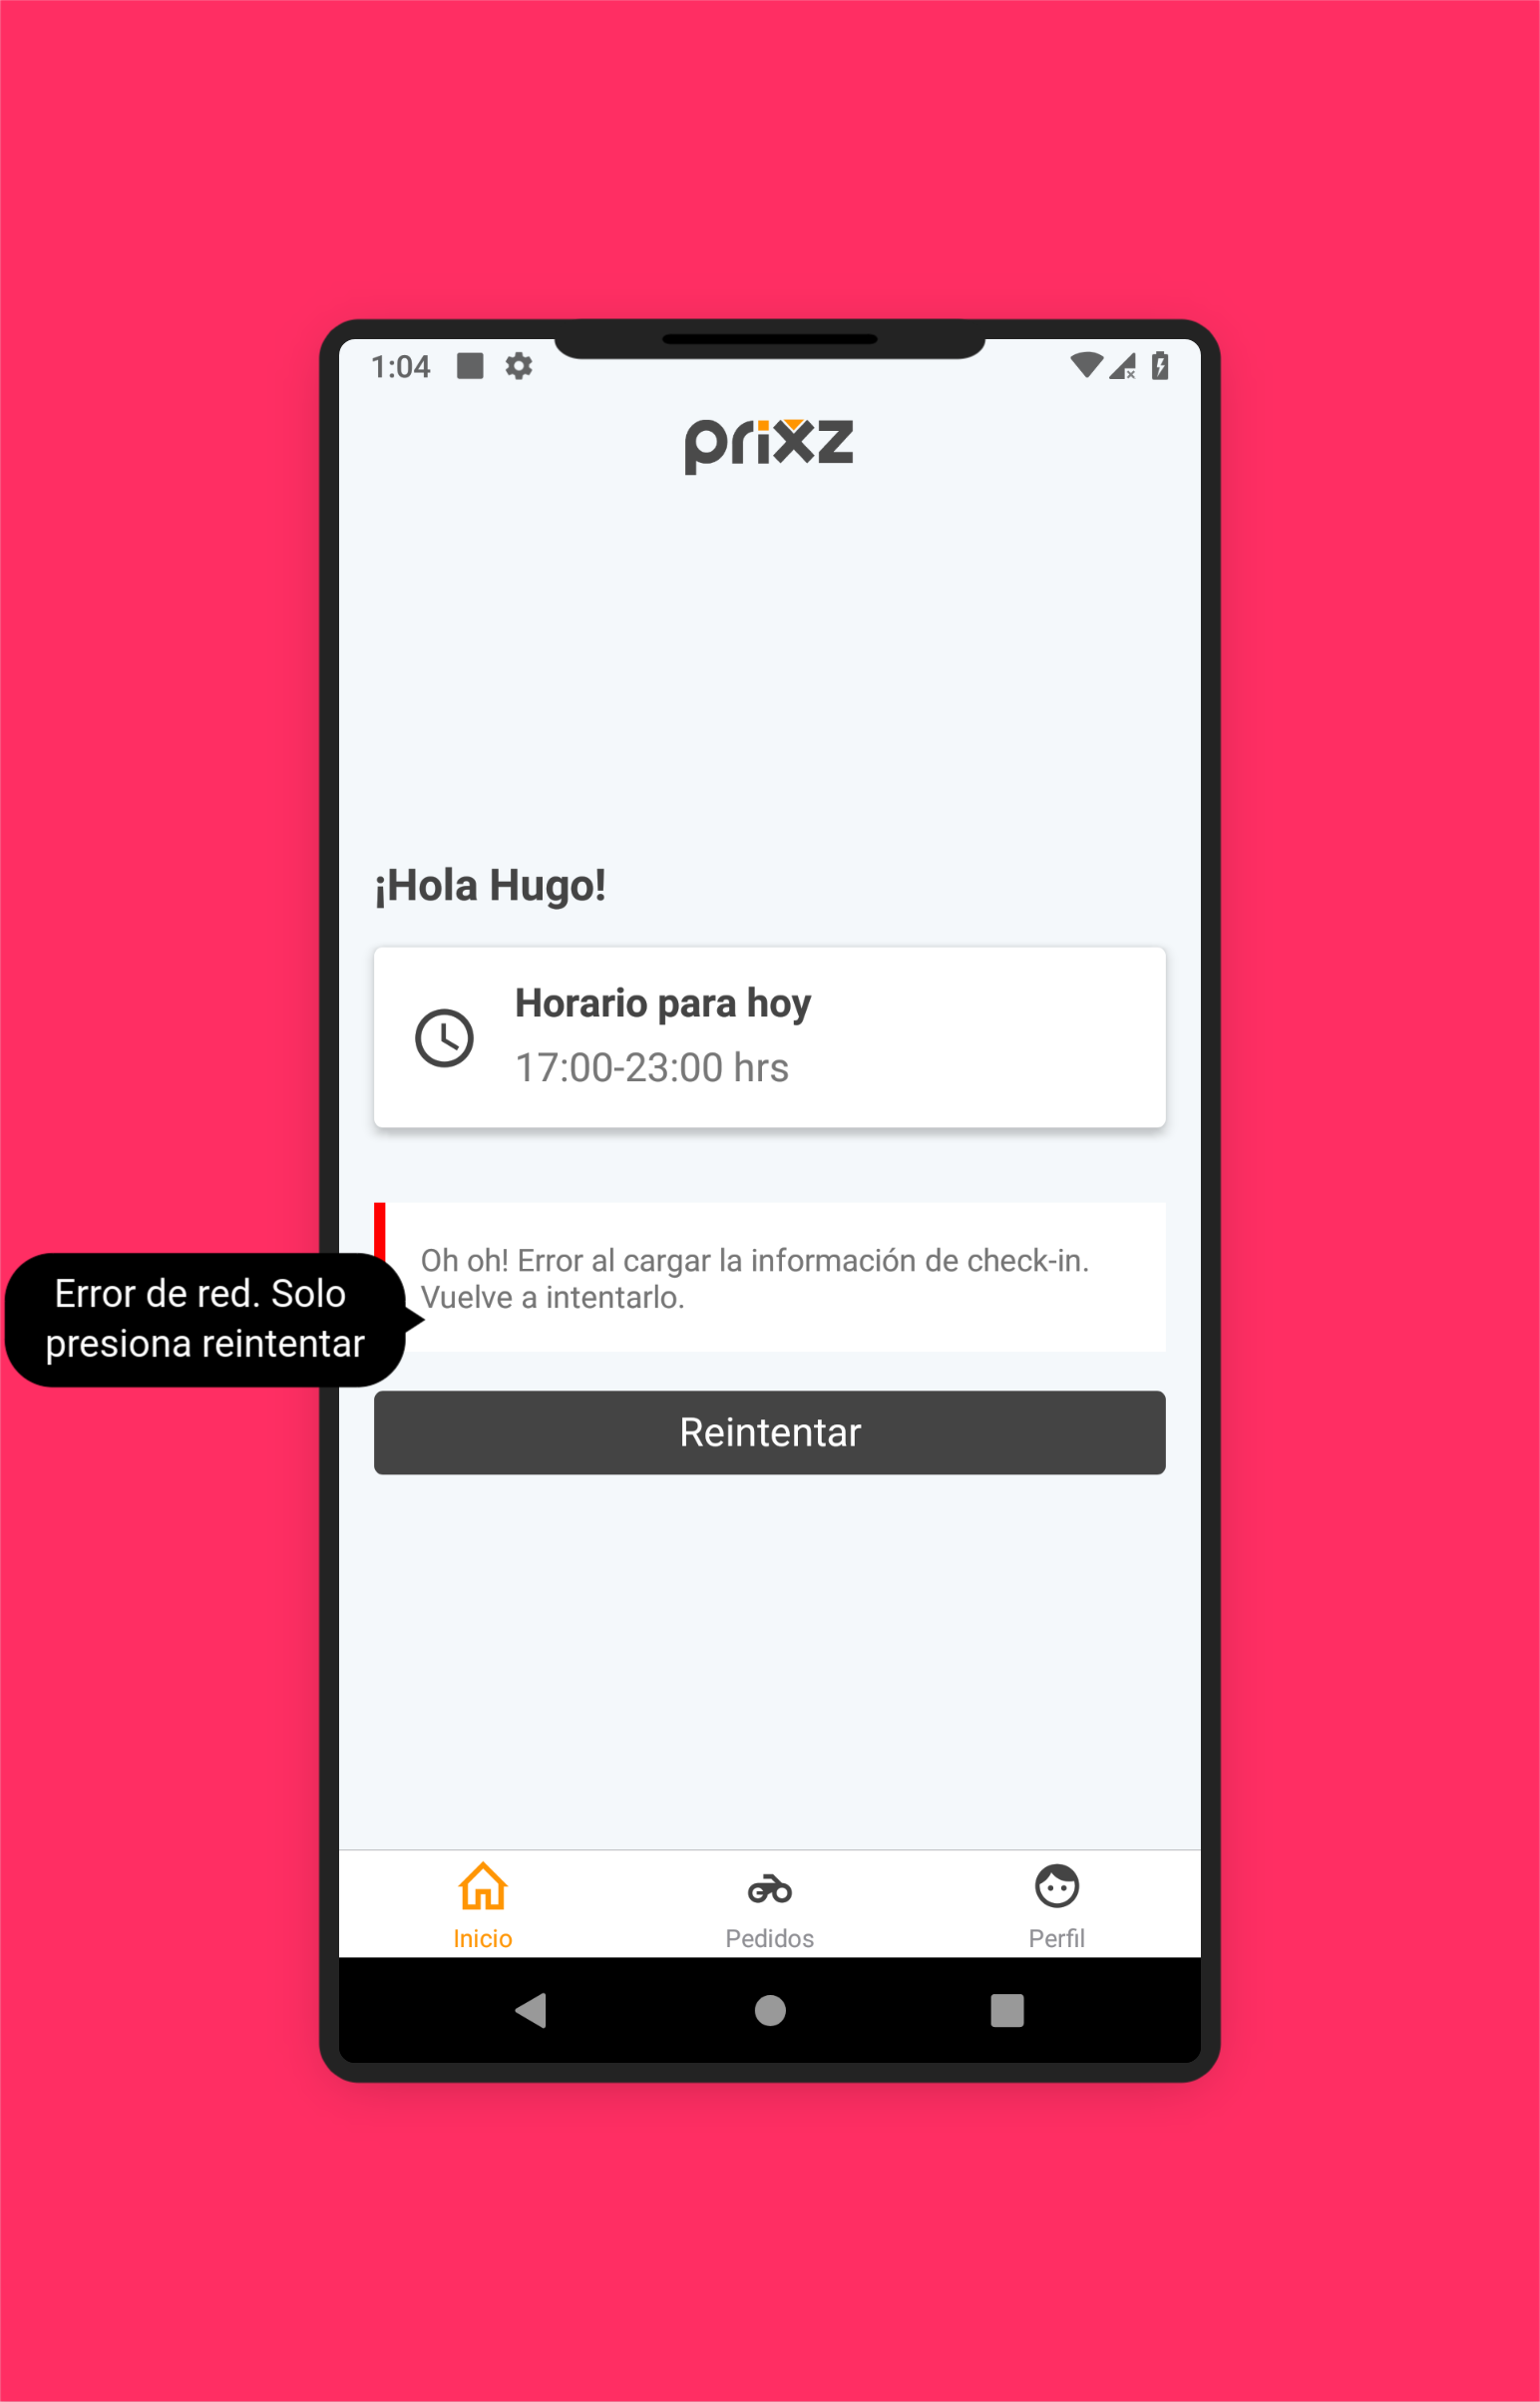 1:04
prixz
¡Hola Hugo!
Horario para hoy
17:00-23:00 hrs
Oh oh! Error al cargar la información de check-in.
Vuelve a intentarlo.
Error de red. Solo
presiona reintentar
Reintentar
Inicio
Pedidos
Perfil